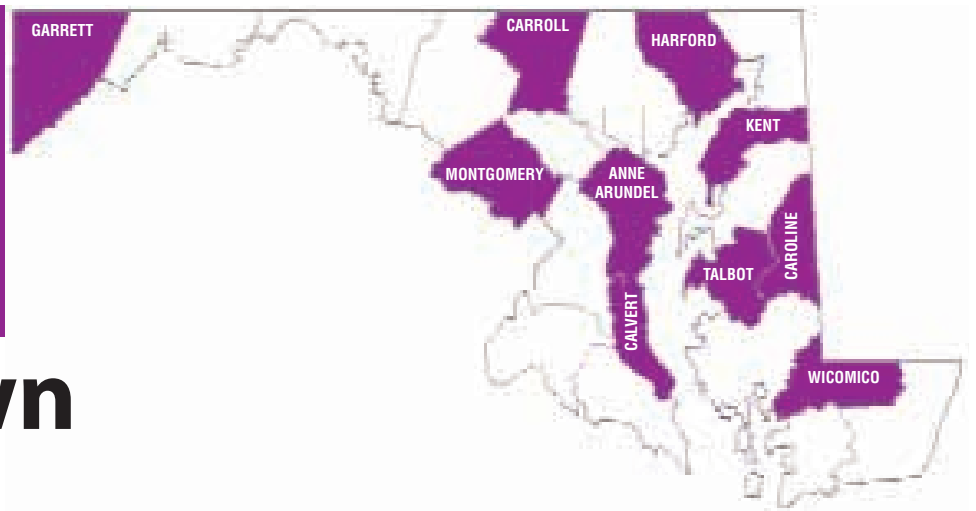 GARRETT
CARROLL
HARFORD
KENT
MONTGOMERY
ANNE
ARUNDEL
CAROLINE
TALBOT
CALVERT
WICOMICO